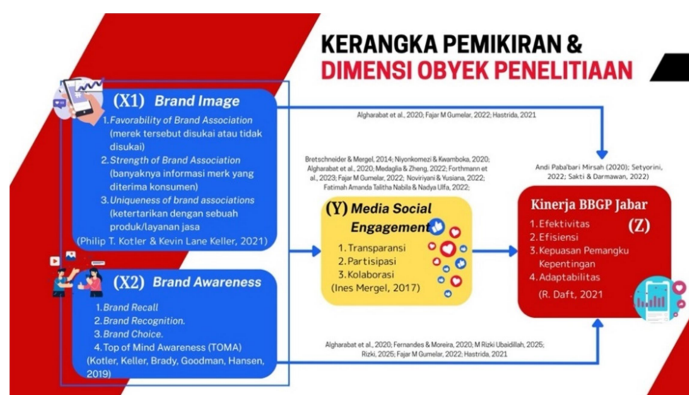 KERANGKA PEMIKIRAN &
DIMENSI OBYEK PENELITIAAN
(X1) Brand Image
1. Favorability of Brand Association
(merek tersebut disukai atau tidak
disukai)
2. Strength of Brand Association
(banyaknya informasi merk yang
diterima konsumen)
3. Uniqueness of brand associations
(ketertarikan dengan sebuah
produk/layanan jasa
(Philip T. Kotler & Kevin Lane Keller, 2021)
Algharabat et al., 2020; Fajar M Gumelar, 2022; Hastrida, 2021
Bretschneider & Mergel, 2014; Niyonkomezi & Kwamboka, 2020;
Algharabat et al., 2020; Medaglia & Zheng, 2022; Forthmann et
al., 2023; Fajar M Gumelar, 2022; Noviriyani & Yusiana, 2022;
Fatimah Amanda Talitha Nabila & Nadya Ulfa, 2022;
(Y) Media Social
Engagement
1. Transparansi
2. Partisipasi
3. Kolaborasi
(Ines Mergel, 2017)
Andi Paba'bari Mirsah (2020); Setyorini,
2022; Sakti & Darmawan, 2022)
Kinerja BBGP Jabar
1. Efektivitas
(Z)
2. Efisiensi
3. Kepuasan Pemangku
Kepentingan
4. Adaptabilitas
(R. Daft, 2021
(X2) Brand Awareness
1. Brand Recall
2. Brand Recognition.
3. Brand Choice.
4. Top of Mind Awareness (TOMA)
(Kotler, Keller, Brady, Goodman, Hansen,
2019)
Algharabat et al., 2020; Fernandes & Moreira, 2020; M Rizki Ubaidillah, 2025;
Rizki, 2025; Fajar M Gumelar, 2022; Hastrida, 2021